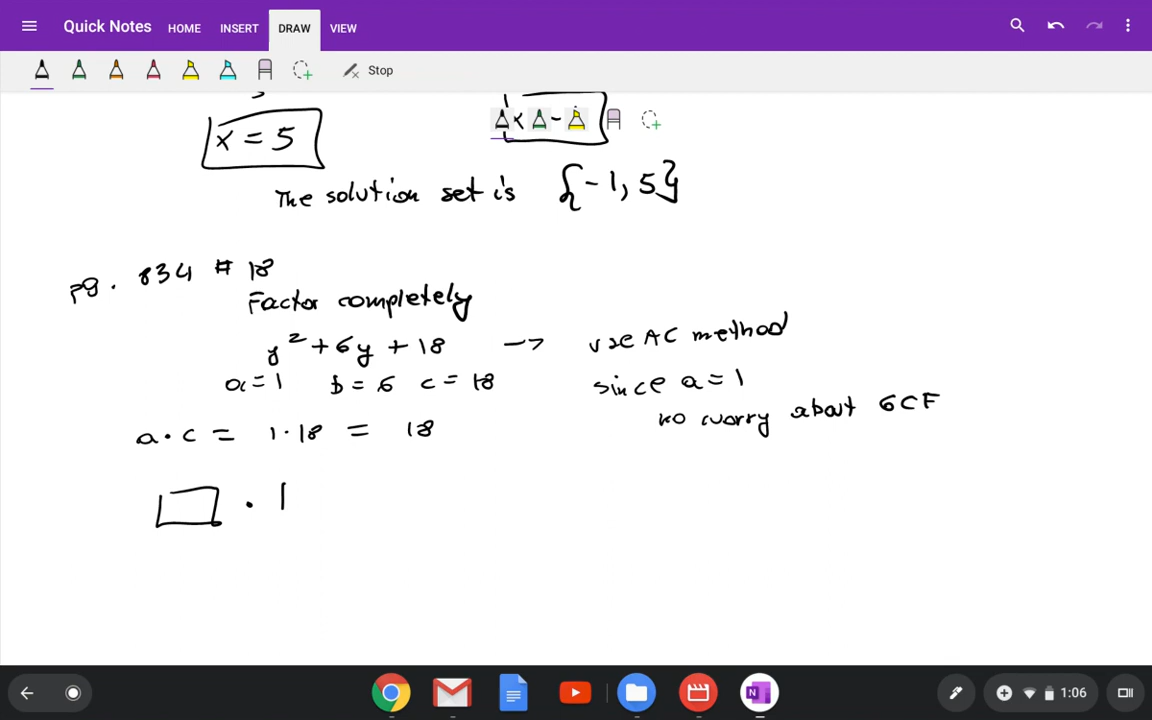 Quick Notes HOME INSERT DRAW VIEW
Stop
x = 5
x -
The solution set is {-1, 5}
pg. 834 # 18
Factor completely
y² + 6y + 18 → use AC method
a = 1 b = 6 c = 18 since a = 1
no worry about GCF
a · c = 1 · 18 = 18
·
N
1:06